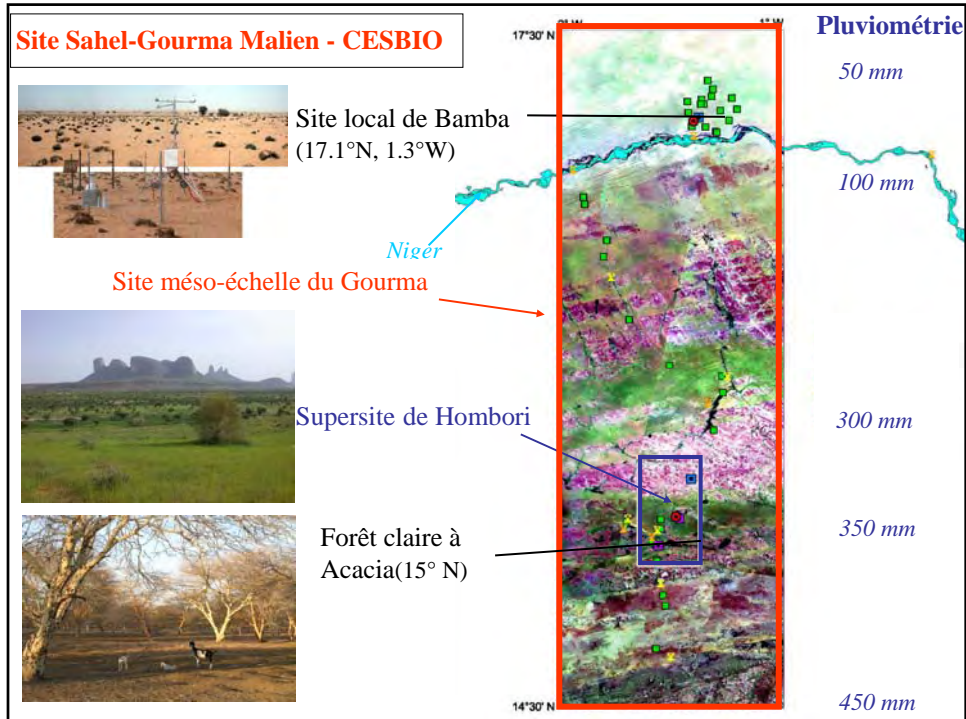 Site Sahel-Gourma Malien - CESBIO
17°30' N
1° W
Pluviométrie
50 mm
Site local de Bamba
(17.1°N, 1.3°W)
100 mm
Niger
Site méso-échelle du Gourma
Supersite de Hombori
300 mm
Forêt claire à
Acacia(15° N)
350 mm
14°30' N
450 mm